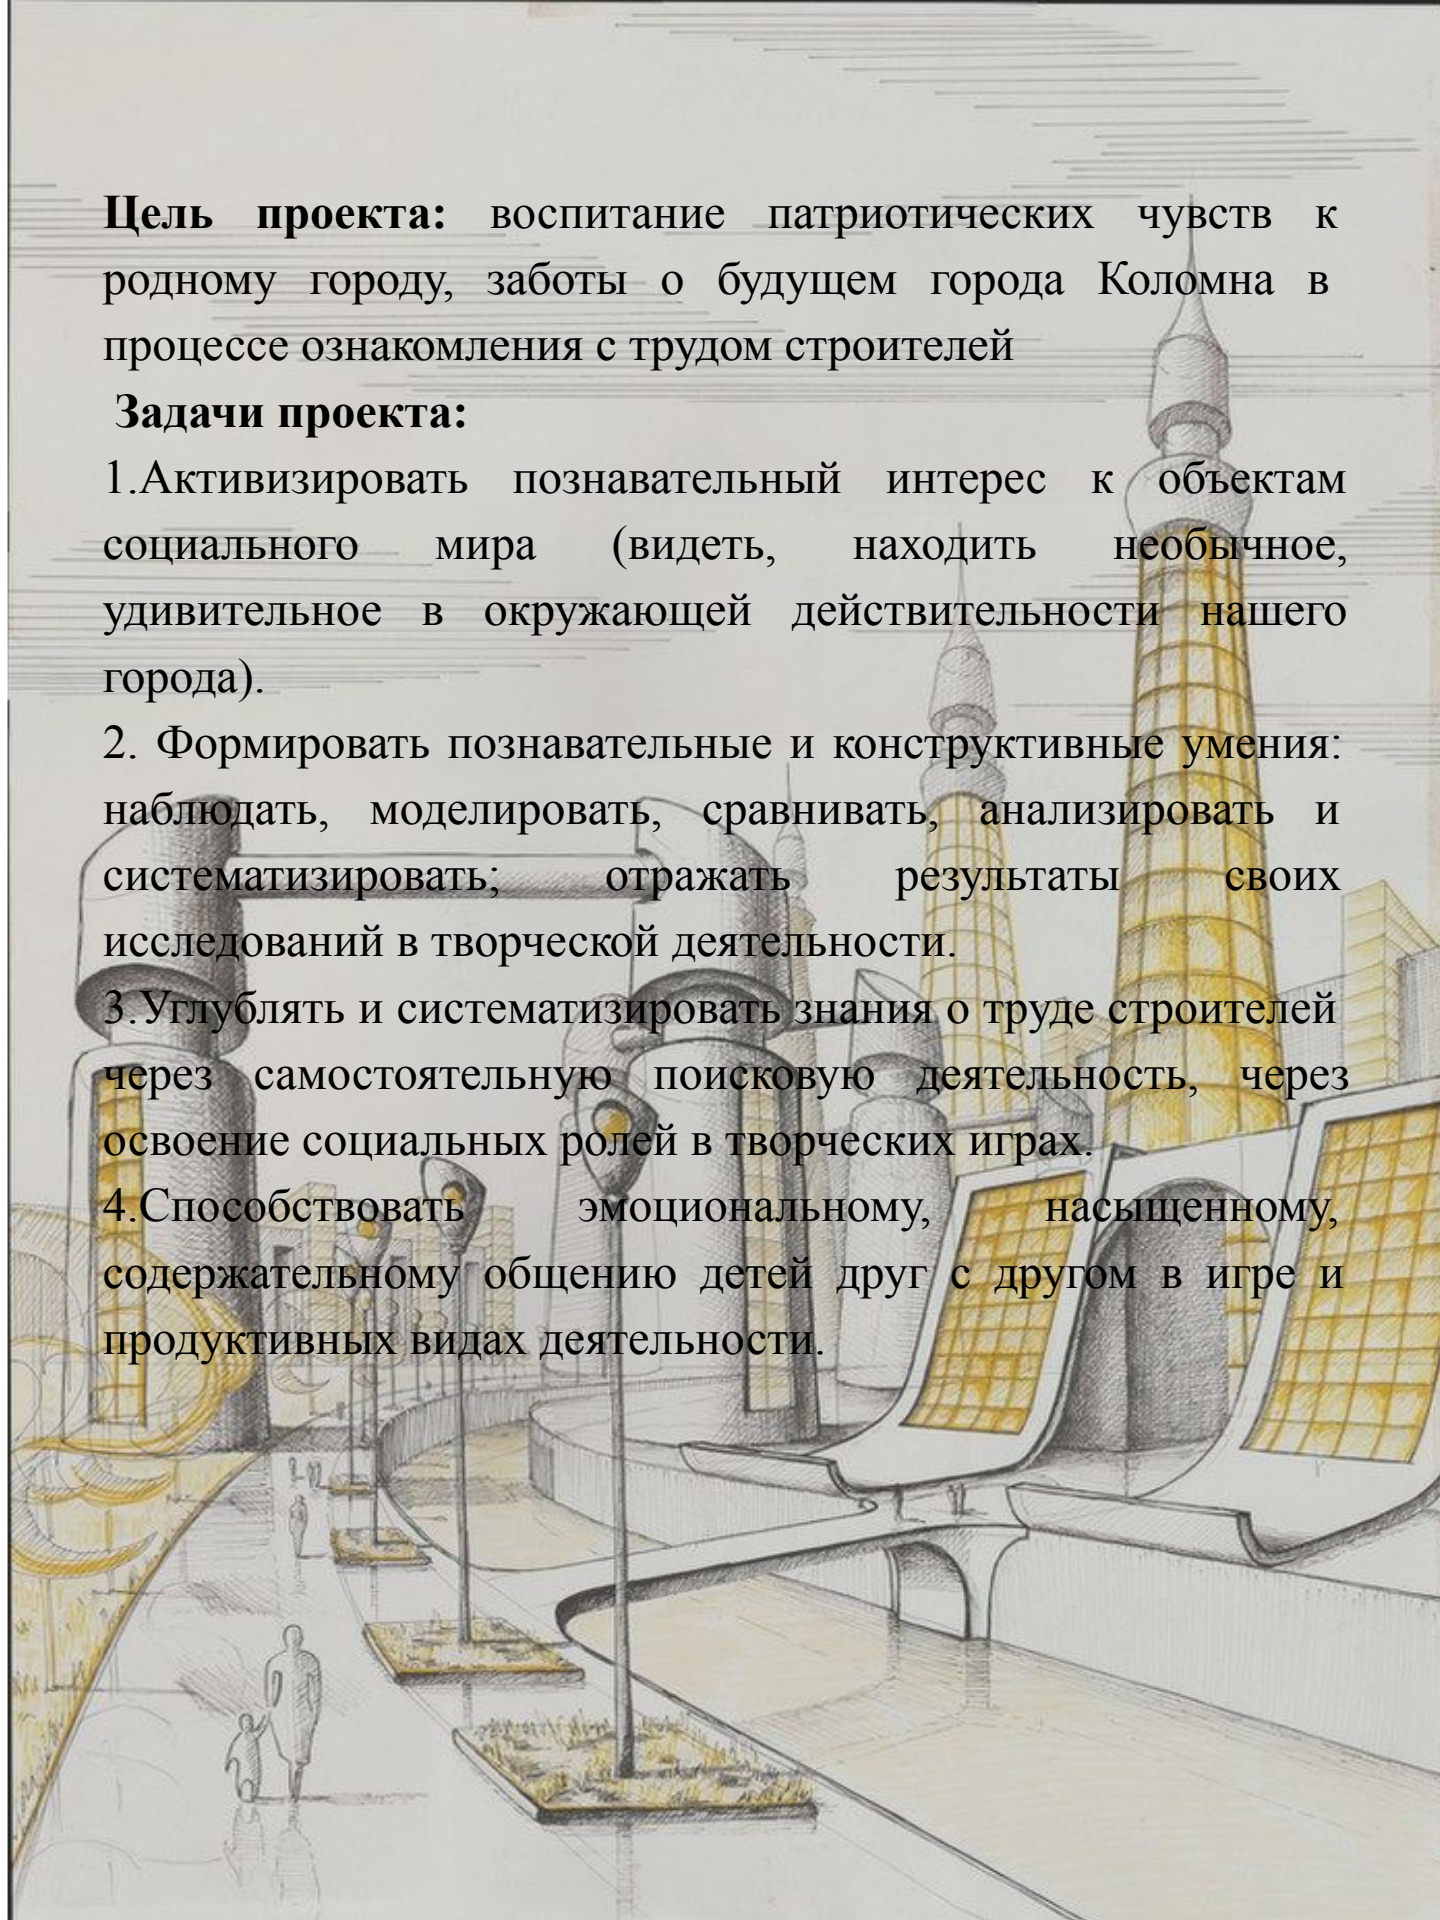 Цель проекта: воспитание патриотических чувств к
родному городу, заботы о будущем города Коломна в
процессе ознакомления с трудом строителей
Задачи проекта:
1.Активизировать познавательный интерес к объектам
социального мира (видеть, находить необычное,
удивительное в окружающей действительности нашего
города).
2. Формировать познавательные и конструктивные умения:
наблюдать, моделировать, сравнивать, анализировать и
систематизировать; отражать результаты своих
исследований в творческой деятельности.
3.Углублять и систематизировать знания о труде строителей
через самостоятельную поисковую деятельность, через
освоение социальных ролей в творческих играх.
4.Способствовать эмоциональному, насыщенному,
содержательному общению детей друг с другом в игре и
продуктивных видах деятельности.